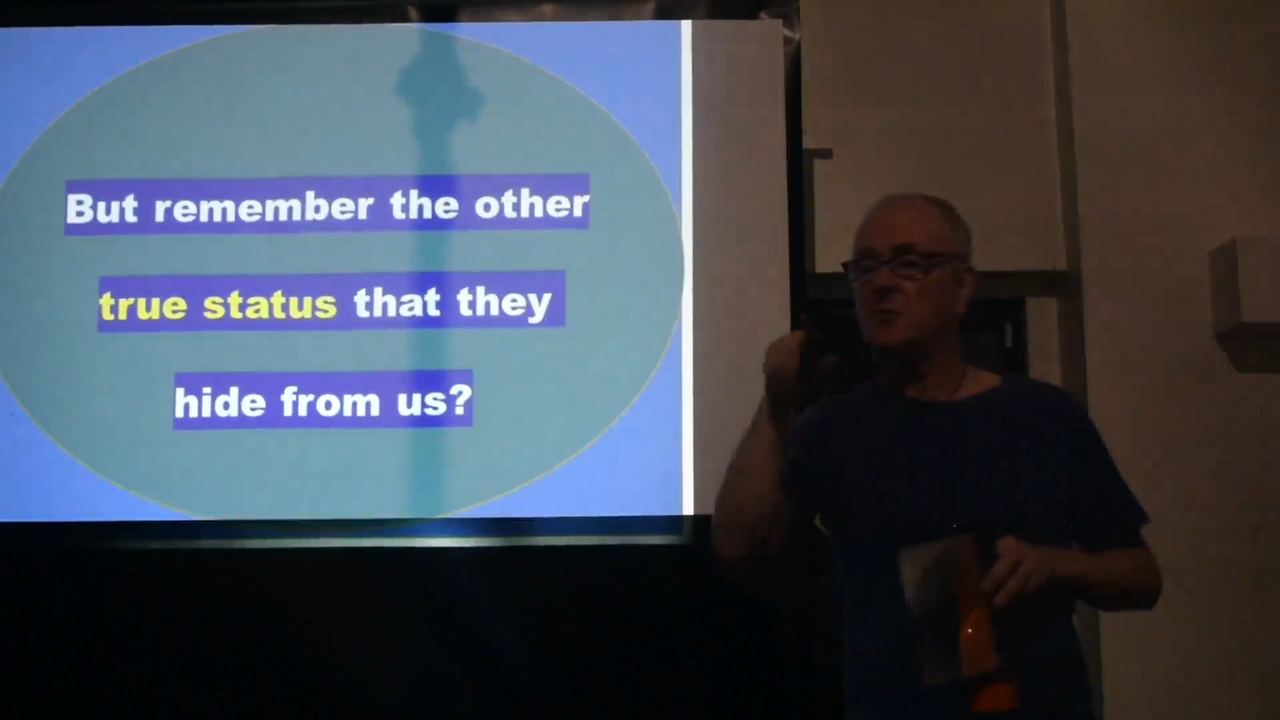 But remember the other
true status that they
hide from us?